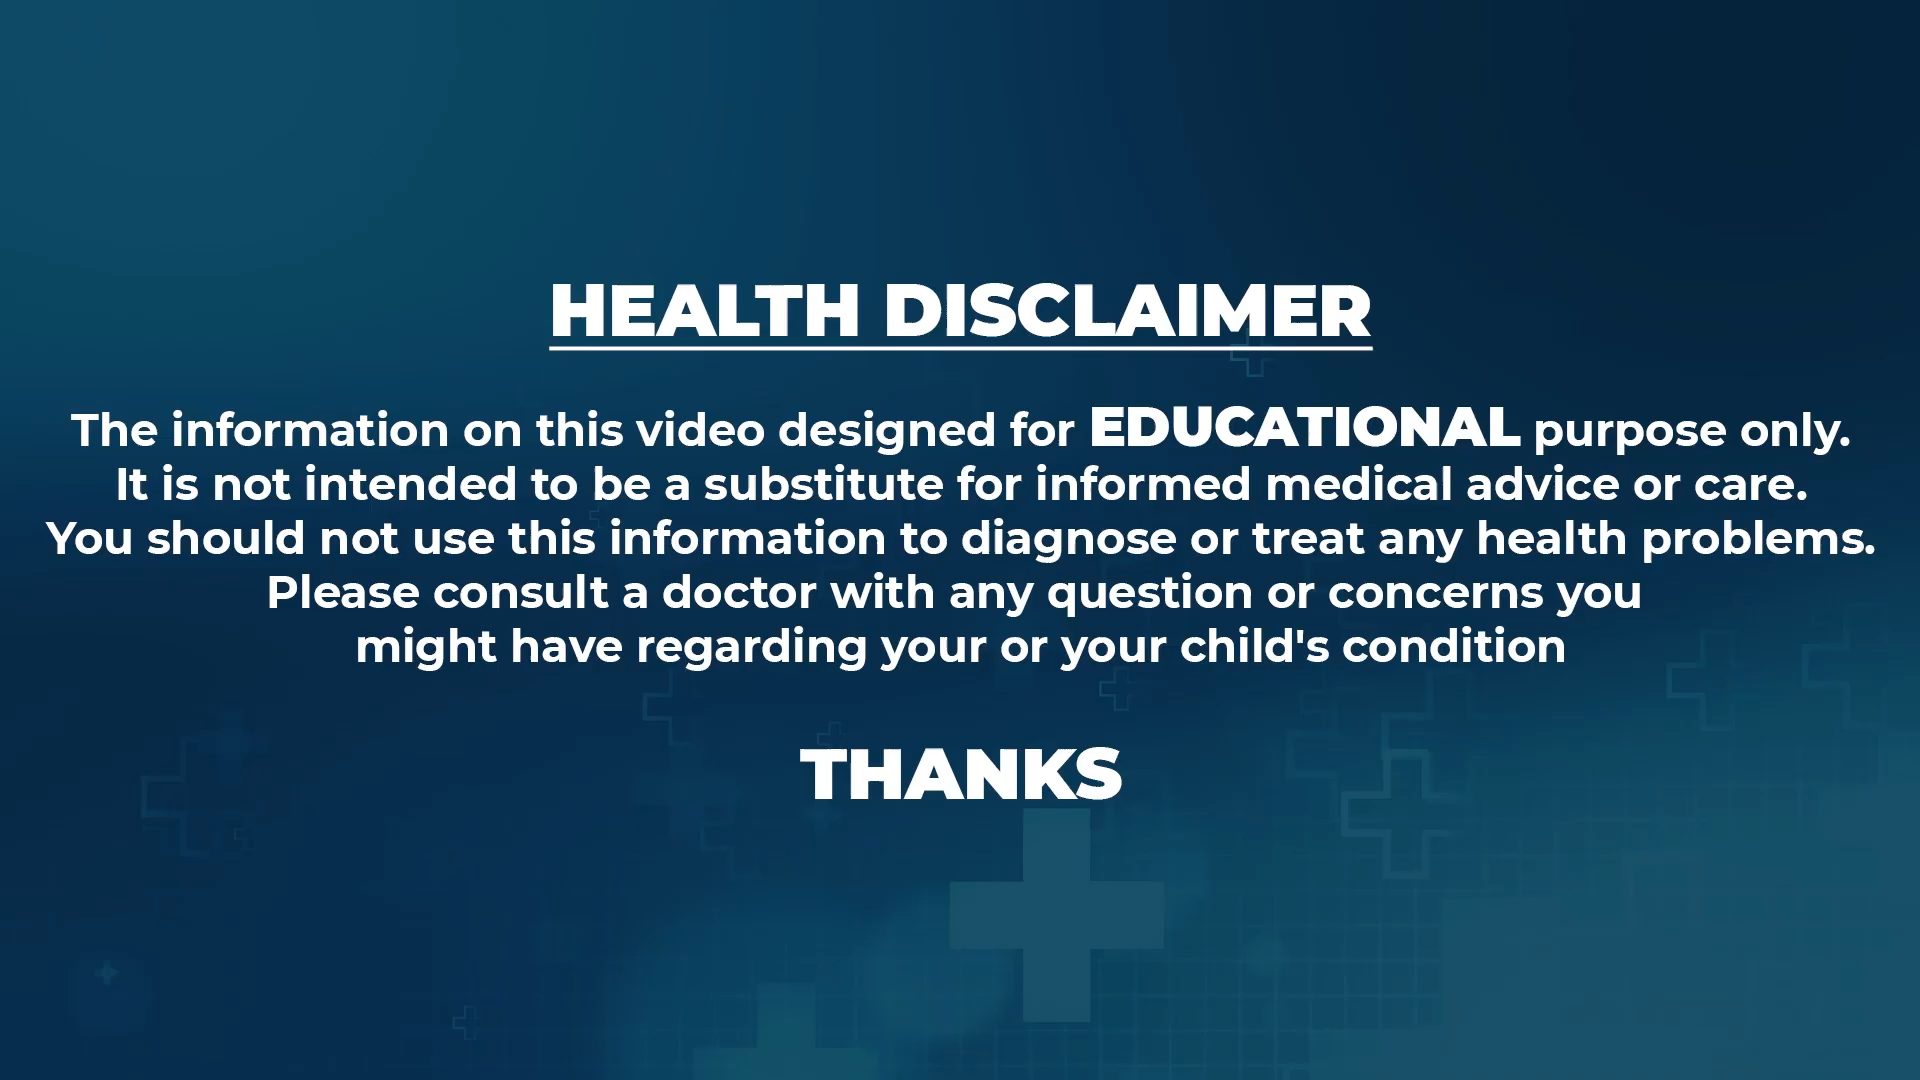 HEALTH DISCLAIMER
The information on this video designed for EDUCATIONAL purpose only.
It is not intended to be a substitute for informed medical advice or care.
You should not use this information to diagnose or treat any health problems.
Please consult a doctor with any question or concerns you
might have regarding your or your child's condition
THANKS